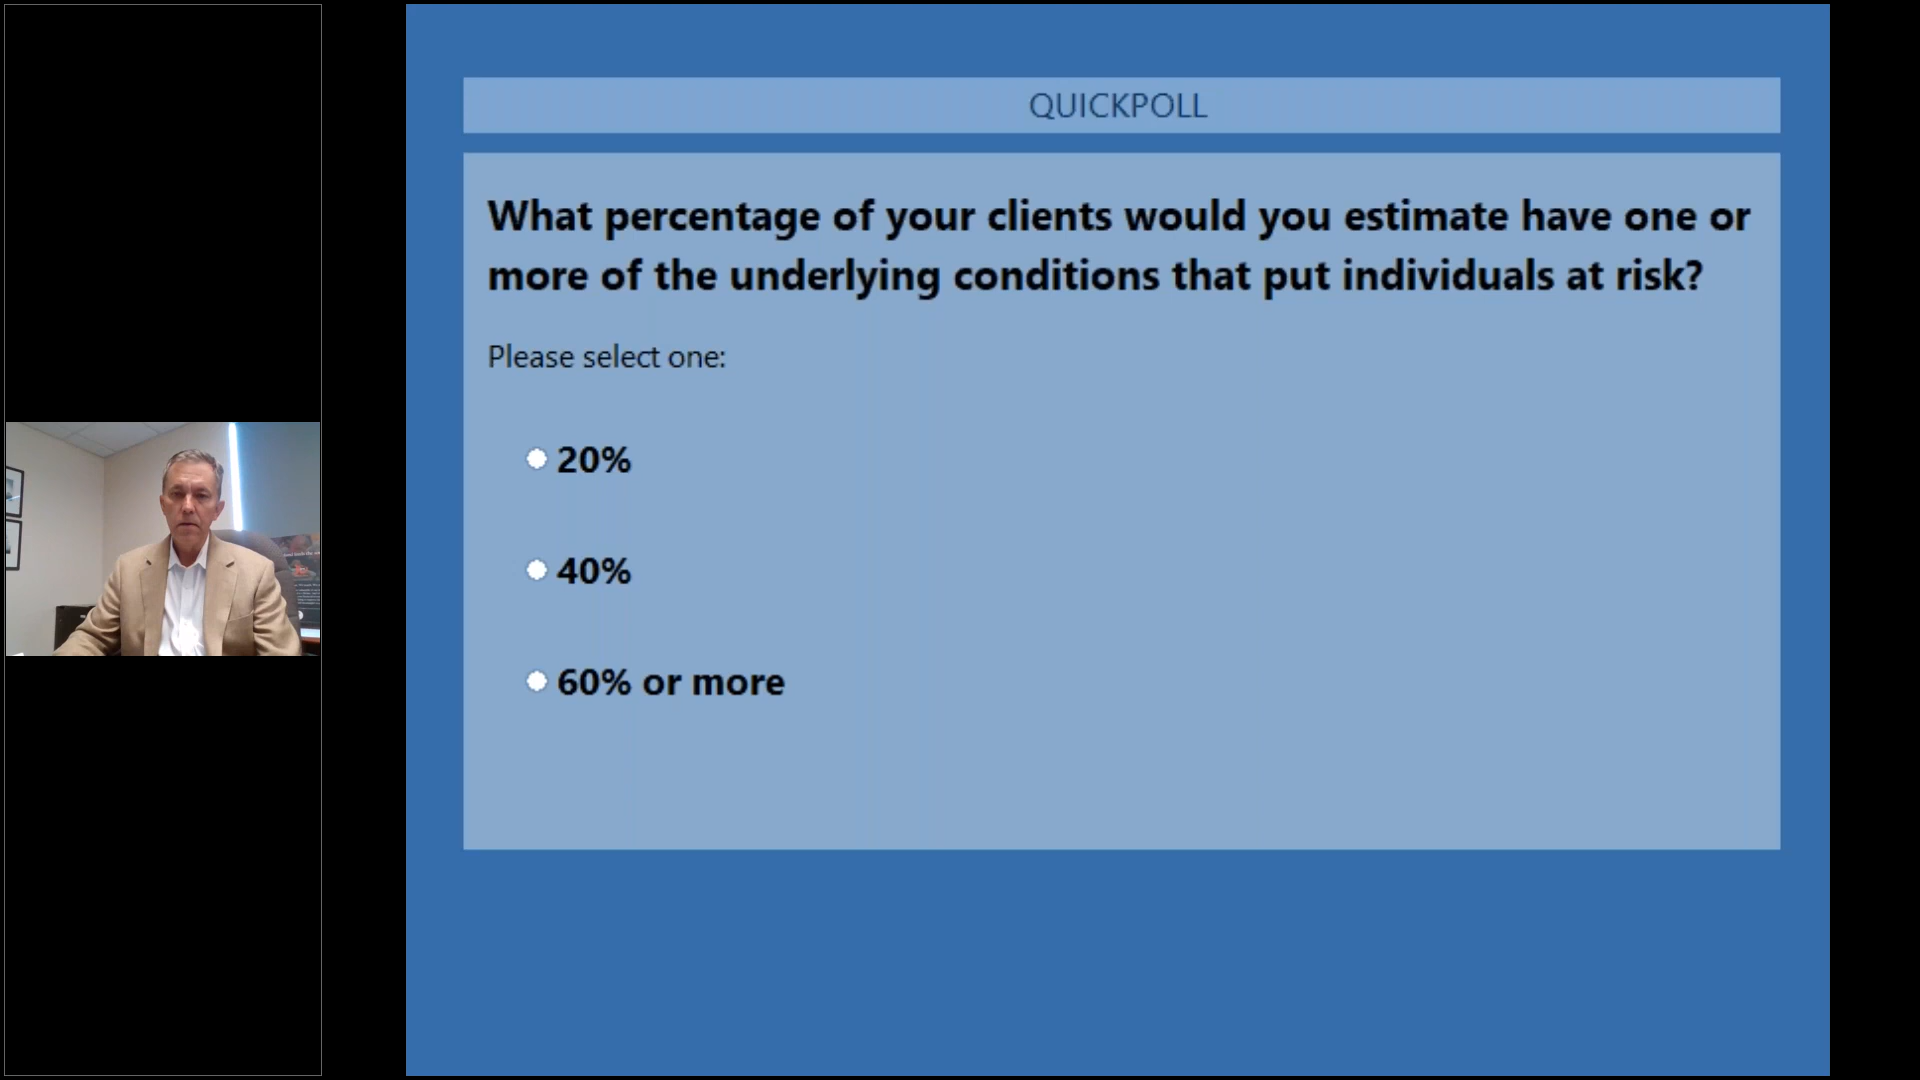 QUICKPOLL
What percentage of your clients would you estimate have one or
more of the underlying conditions that put individuals at risk?
Please select one:
20%
40%
60% or more